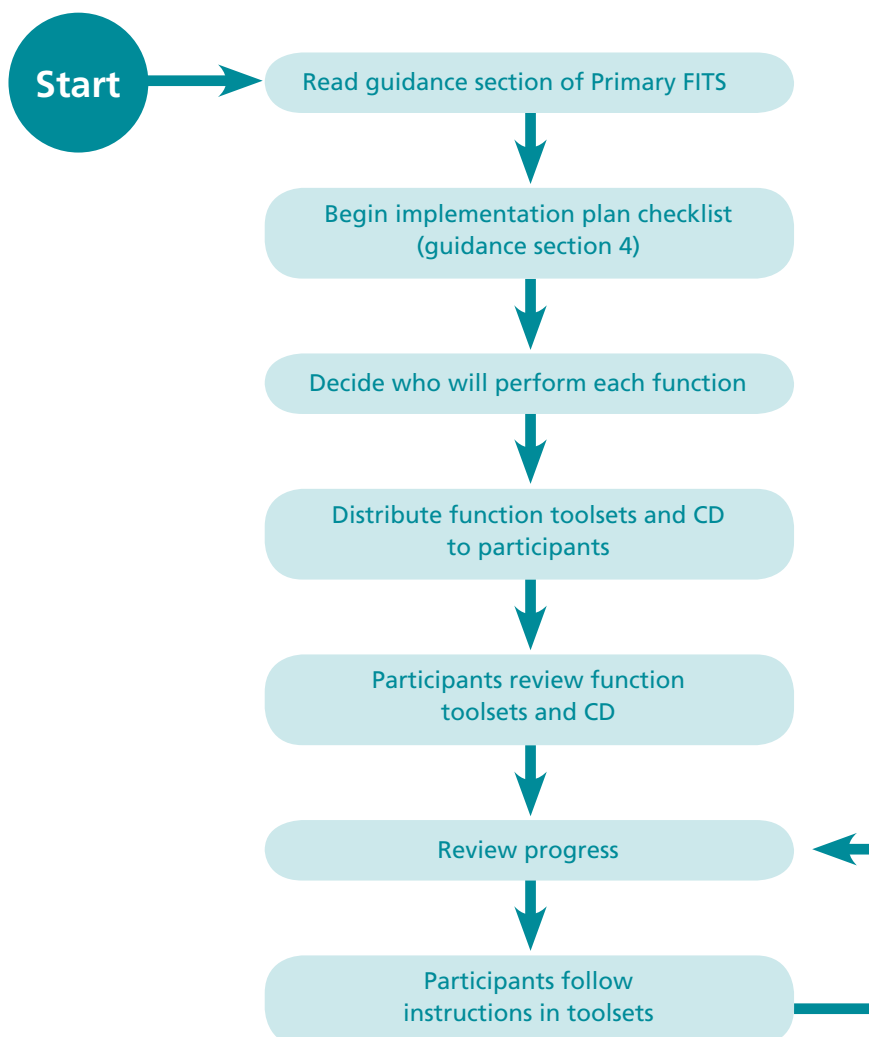 Start
Read guidance section of Primary FITS
Begin implementation plan checklist
(guidance section 4)
Decide who will perform each function
Distribute function toolsets and CD
to participants
Participants review function
toolsets and CD
Review progress
Participants follow
instructions in toolsets